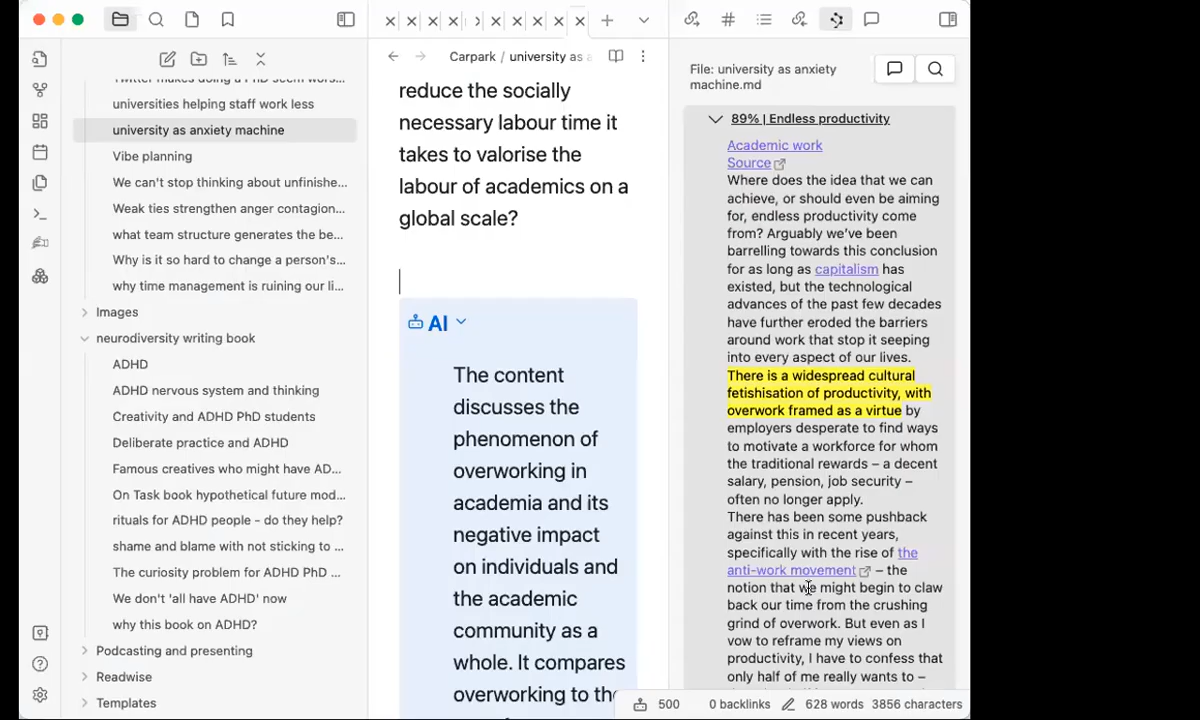 Twitter makes doing a PhD seem wors...
universities helping staff work less
university as anxiety machine
Vibe planning
We can't stop thinking about unfinishe...
Weak ties strengthen anger contagion...
what team structure generates the be...
Why is it so hard to change a person's...
why time management is ruining our li...
Images
neurodiversity writing book
ADHD
ADHD nervous system and thinking
Creativity and ADHD PhD students
Deliberate practice and ADHD
Famous creatives who might have AD...
On Task book hypothetical future mod...
rituals for ADHD people - do they help?
shame and blame with not sticking to ...
The curiosity problem for ADHD PhD ...
We don't 'all have ADHD' now
why this book on ADHD?
Podcasting and presenting
Readwise
Templates
Carpark / university as a
reduce the socially
necessary labour time it
takes to valorise the
labour of academics on a
global scale?
AI
The content
discusses the
phenomenon of
overworking in
academia and its
negative impact
on individuals and
the academic
community as a
whole. It compares
overworking to the
File: university as anxiety
machine.md
89% | Endless productivity
Academic work
Source
Where does the idea that we can
achieve, or should even be aiming
for, endless productivity come
from? Arguably we've been
barrelling towards this conclusion
for as long as capitalism has
existed, but the technological
advances of the past few decades
have further eroded the barriers
around work that stop it seeping
into every aspect of our lives.
There is a widespread cultural
fetishisation of productivity, with
overwork framed as a virtue by
employers desperate to find ways
to motivate a workforce for whom
the traditional rewards – a decent
salary, pension, job security –
often no longer apply.
There has been some pushback
against this in recent years,
specifically with the rise of the
anti-work movement – the
notion that we might begin to claw
back our time from the crushing
grind of overwork. But even as I
vow to reframe my views on
productivity, I have to confess that
only half of me really wants to –
500 0 backlinks 628 words 3856 characters